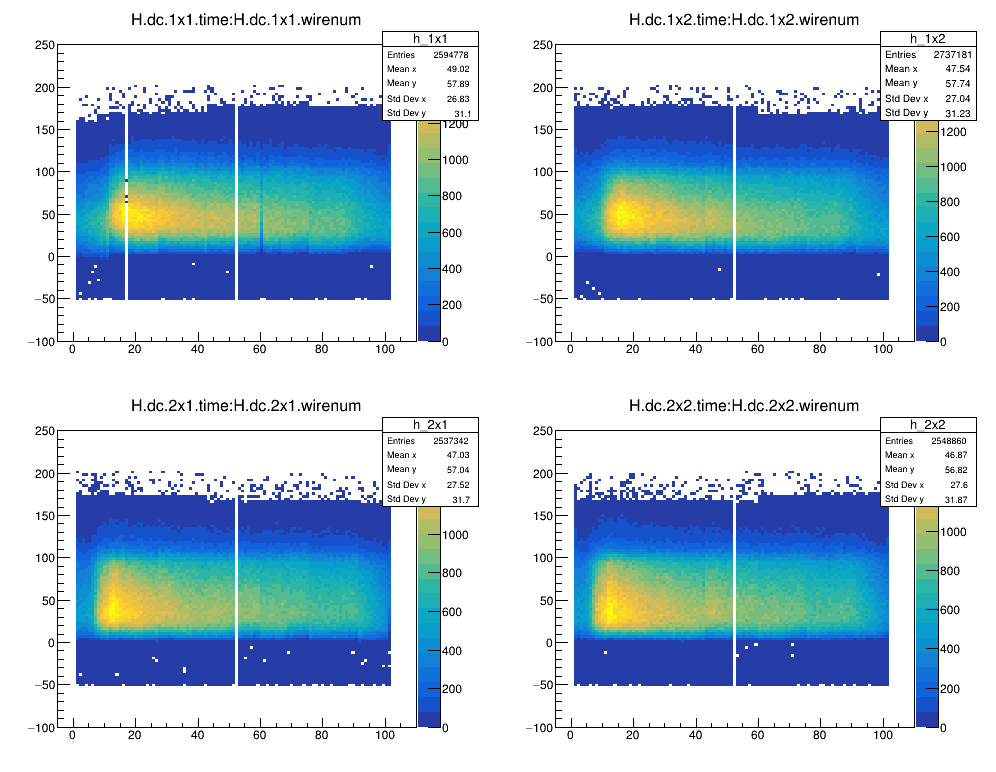 H.dc.1x1.time:H.dc.1x1.wirenum
h_1x1
Entries 2594778
Mean x 49.02
Mean y 57.89
Std Dev x 26.83
Std Dev y 31.1
250
200
150
100
50
0
−50
−100
0 20 40 60 80 100
1200
1000
800
600
400
200
0
H.dc.1x2.time:H.dc.1x2.wirenum
h_1x2
Entries 2737181
Mean x 47.54
Mean y 57.74
Std Dev x 27.04
Std Dev y 31.23
250
200
150
100
50
0
−50
−100
0 20 40 60 80 100
1200
1000
800
600
400
200
0
H.dc.2x1.time:H.dc.2x1.wirenum
h_2x1
Entries 2537342
Mean x 47.03
Mean y 57.04
Std Dev x 27.52
Std Dev y 31.7
250
200
150
100
50
0
−50
−100
0 20 40 60 80 100
1000
800
600
400
200
0
H.dc.2x2.time:H.dc.2x2.wirenum
h_2x2
Entries 2548860
Mean x 46.87
Mean y 56.82
Std Dev x 27.6
Std Dev y 31.87
250
200
150
100
50
0
−50
−100
0 20 40 60 80 100
1000
800
600
400
200
0